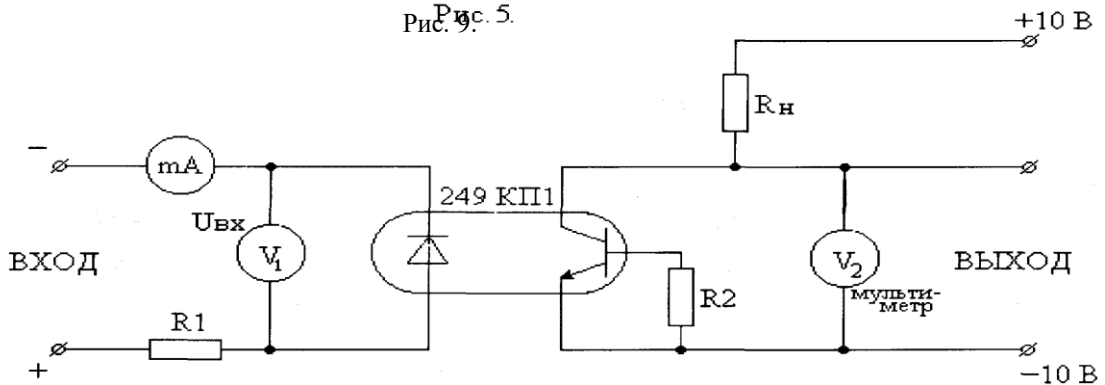 Рис. 5.
Рис. 9.
+10 В
Rн
−
mA
249 КП1
Uвх
V1
ВХОД
V2
ВЫХОД
мульти-
метр
R2
R1
+
−10 В